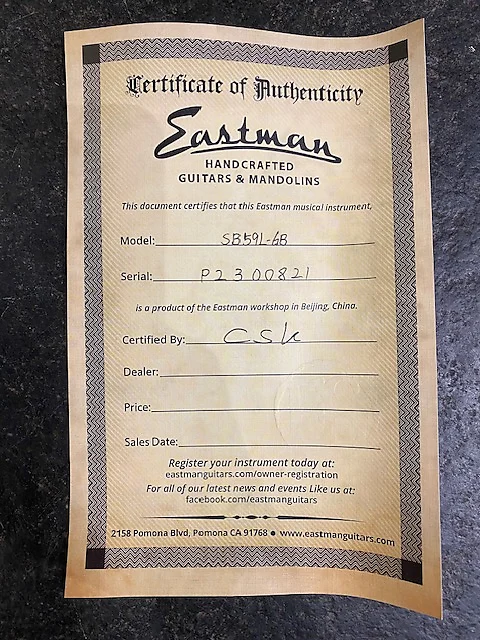 Certificate of Authenticity
Eastman
HANDCRAFTED
GUITARS & MANDOLINS
This document certifies that this Eastman musical instrument,
Model: SB59L-GB
Serial: P2300821
is a product of the Eastman workshop in Beijing, China.
Certified By: CSK
Dealer:
Price:
Sales Date:
Register your instrument today at:
eastmanguitars.com/owner-registration
For all of our latest news and events Like us at:
facebook.com/eastmanguitars
2158 Pomona Blvd, Pomona CA 91768 ● www.eastmanguitars.com